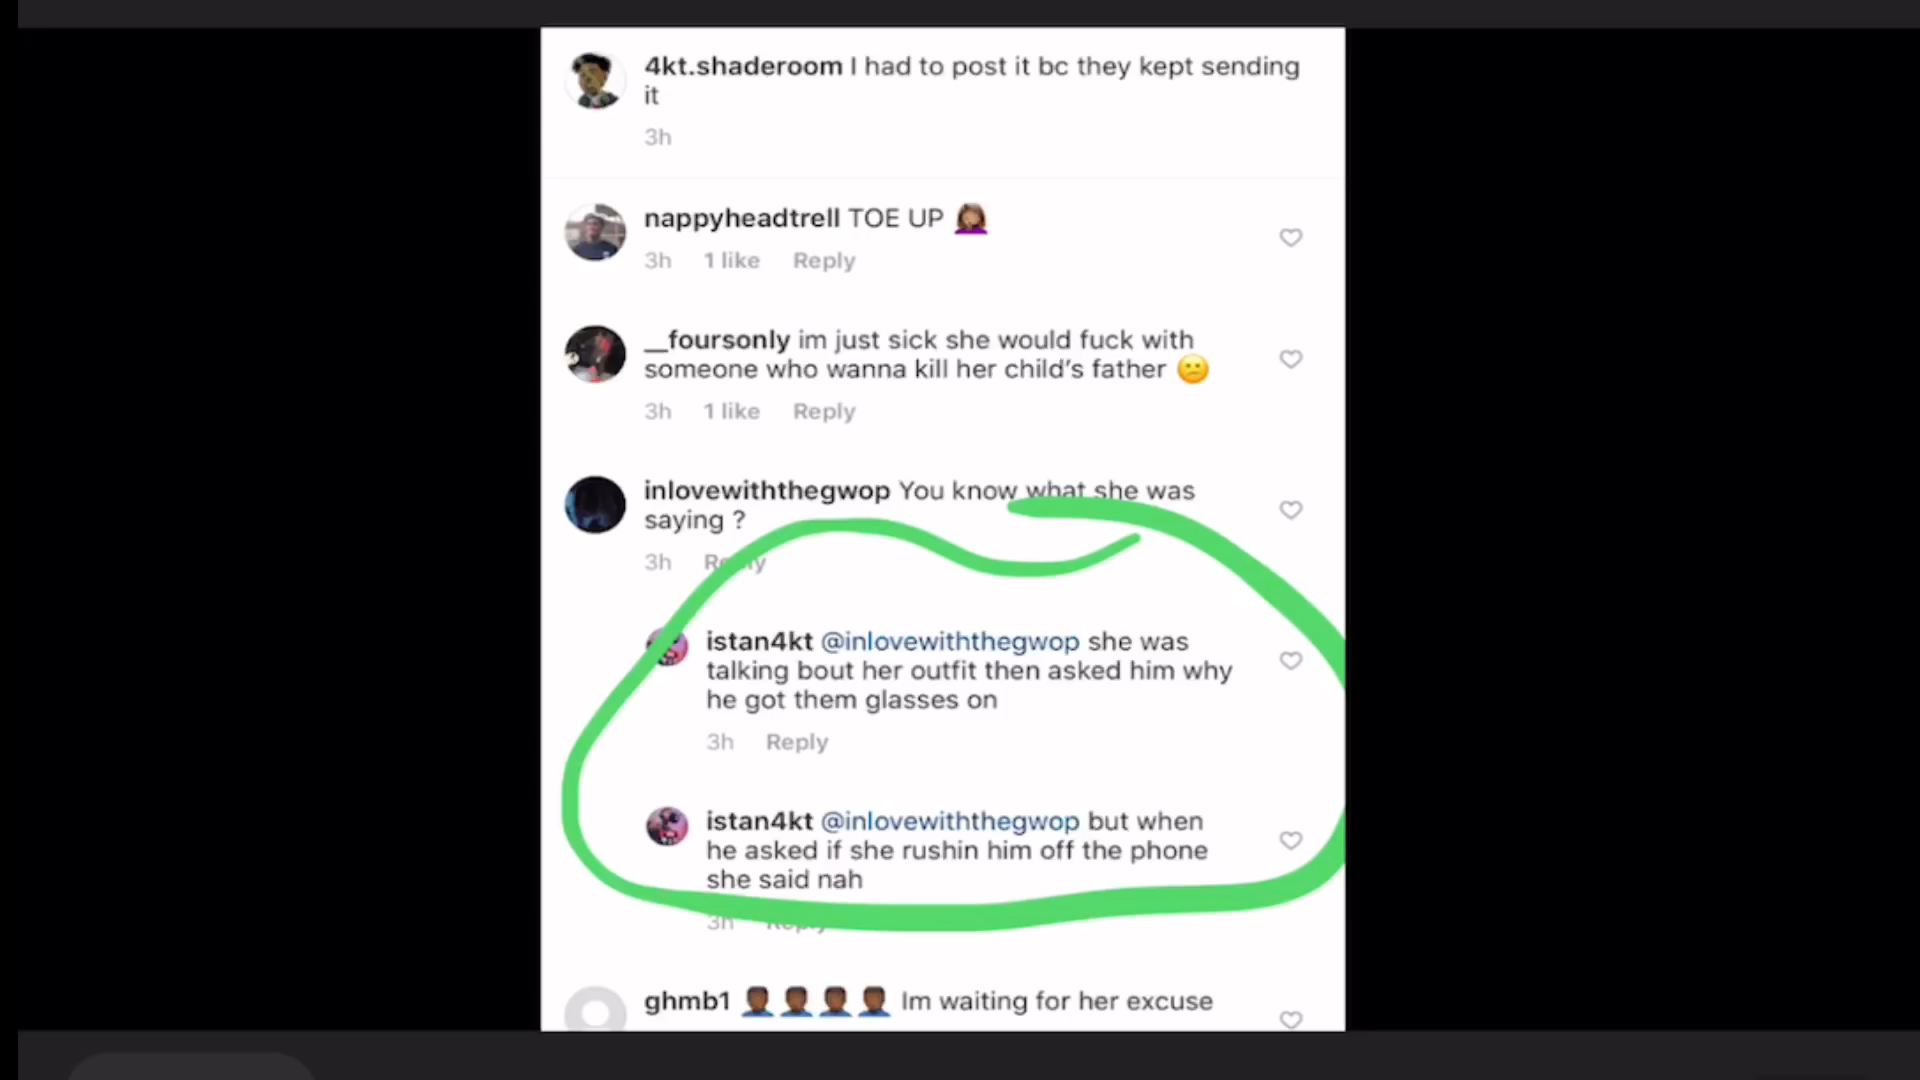 4kt.shaderoom I had to post it bc they kept sending
it
3h
nappyheadtrell TOE UP 🤦🏽‍♀️
3h 1 like Reply
__foursonly im just sick she would fuck with
someone who wanna kill her child's father 😕
3h 1 like Reply
inlovewiththegwop You know what she was
saying ?
3h Reply
istan4kt @inlovewiththegwop she was
talking bout her outfit then asked him why
he got them glasses on
3h Reply
istan4kt @inlovewiththegwop but when
he asked if she rushin him off the phone
she said nah
3h Reply
ghmb1 🤦🏾‍♂️🤦🏾‍♂️🤦🏾‍♂️🤦🏾‍♂️ Im waiting for her excuse